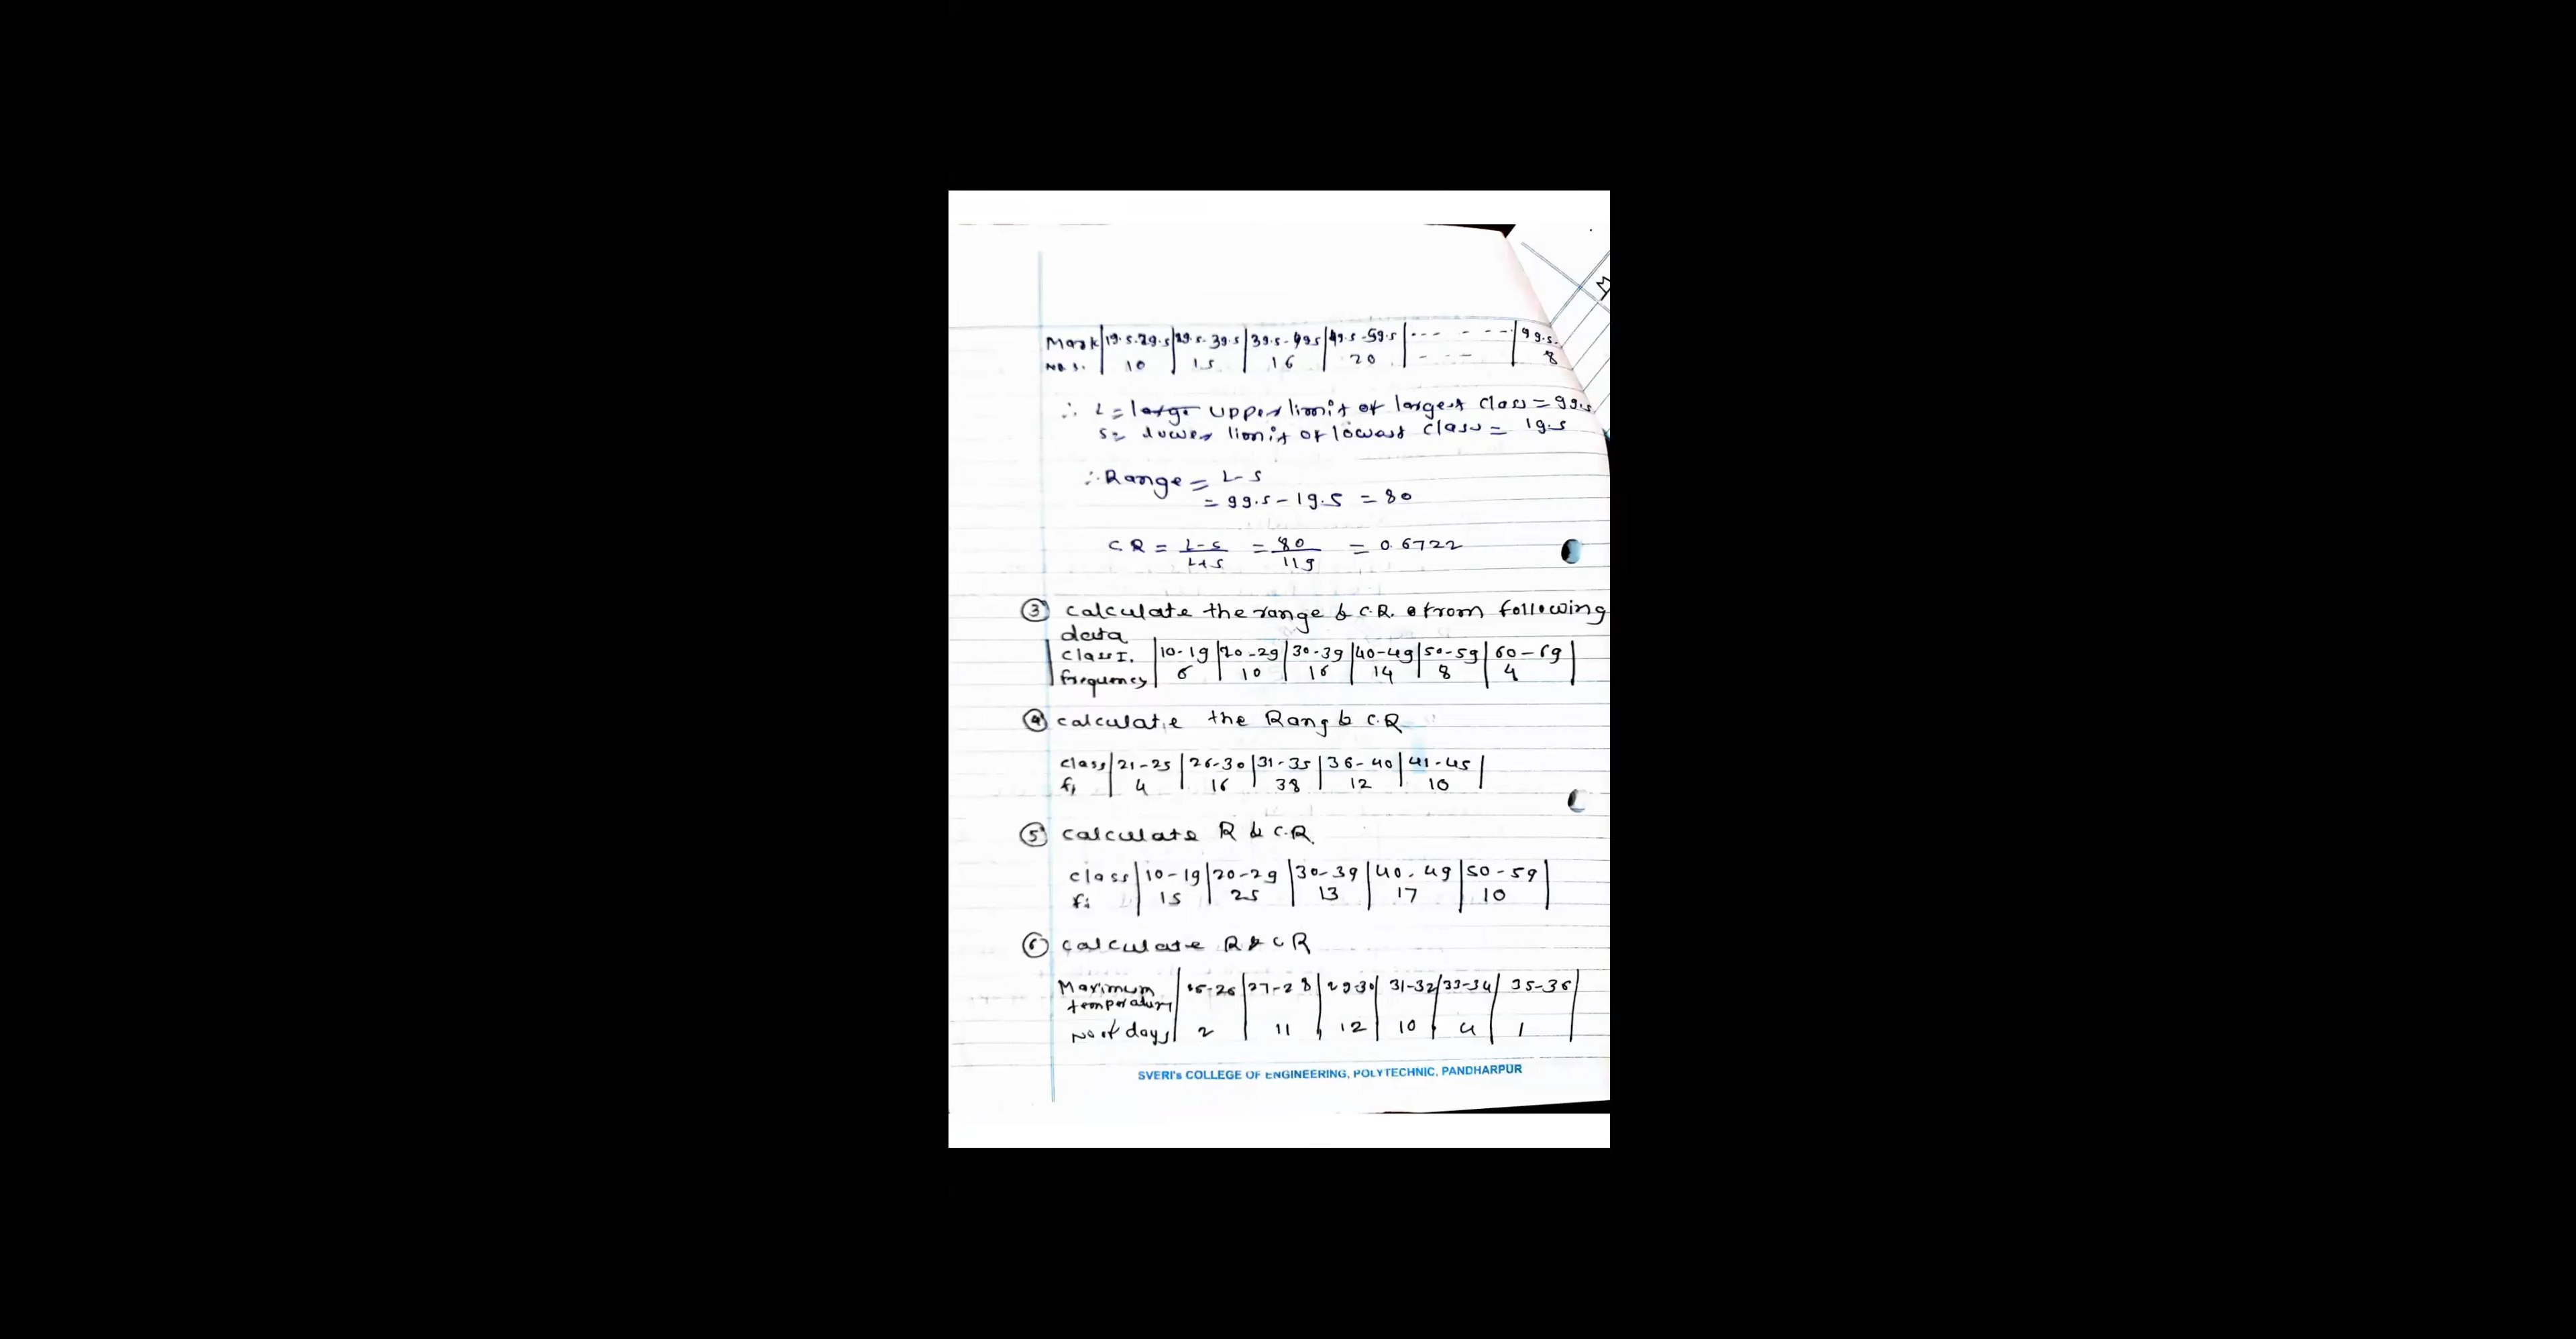 Mark | 19.5-29.5 | 29.5-39.5 | 39.5-49.5 | 49.5-59.5 | --- - --- | 99.5-
No s. | 10 | 15 | 16 | 20 | - -- | 8
∴ L = large upper limit of largest class = 99.5
S = lower limit of lowest class = 19.5
∴ Range = L-S
= 99.5 - 19.5 = 80
C R = L-S / L+S = 80 / 119 = 0.6722
③ calculate the range & C.R. from following
data
class I. | 10-19 | 20-29 | 30-39 | 40-49 | 50-59 | 60-69 |
frequency | 6 | 10 | 16 | 14 | 8 | 4 |
④ calculate the Rang & C.R
class | 21-25 | 26-30 | 31-35 | 36-40 | 41-45 |
fi | 4 | 16 | 38 | 12 | 10 |
⑤ calculate R & C.R.
class | 10-19 | 20-29 | 30-39 | 40-49 | 50-59 |
fi | 15 | 25 | 13 | 17 | 10 |
⑥ calculate R & C R
Maximum | 25-26 | 27-28 | 29-30 | 31-32 | 33-34 | 35-36 |
temperature
No of days | 2 | 11 | 12 | 10 | 4 | 1 |
SVERI's COLLEGE OF ENGINEERING, POLYTECHNIC, PANDHARPUR